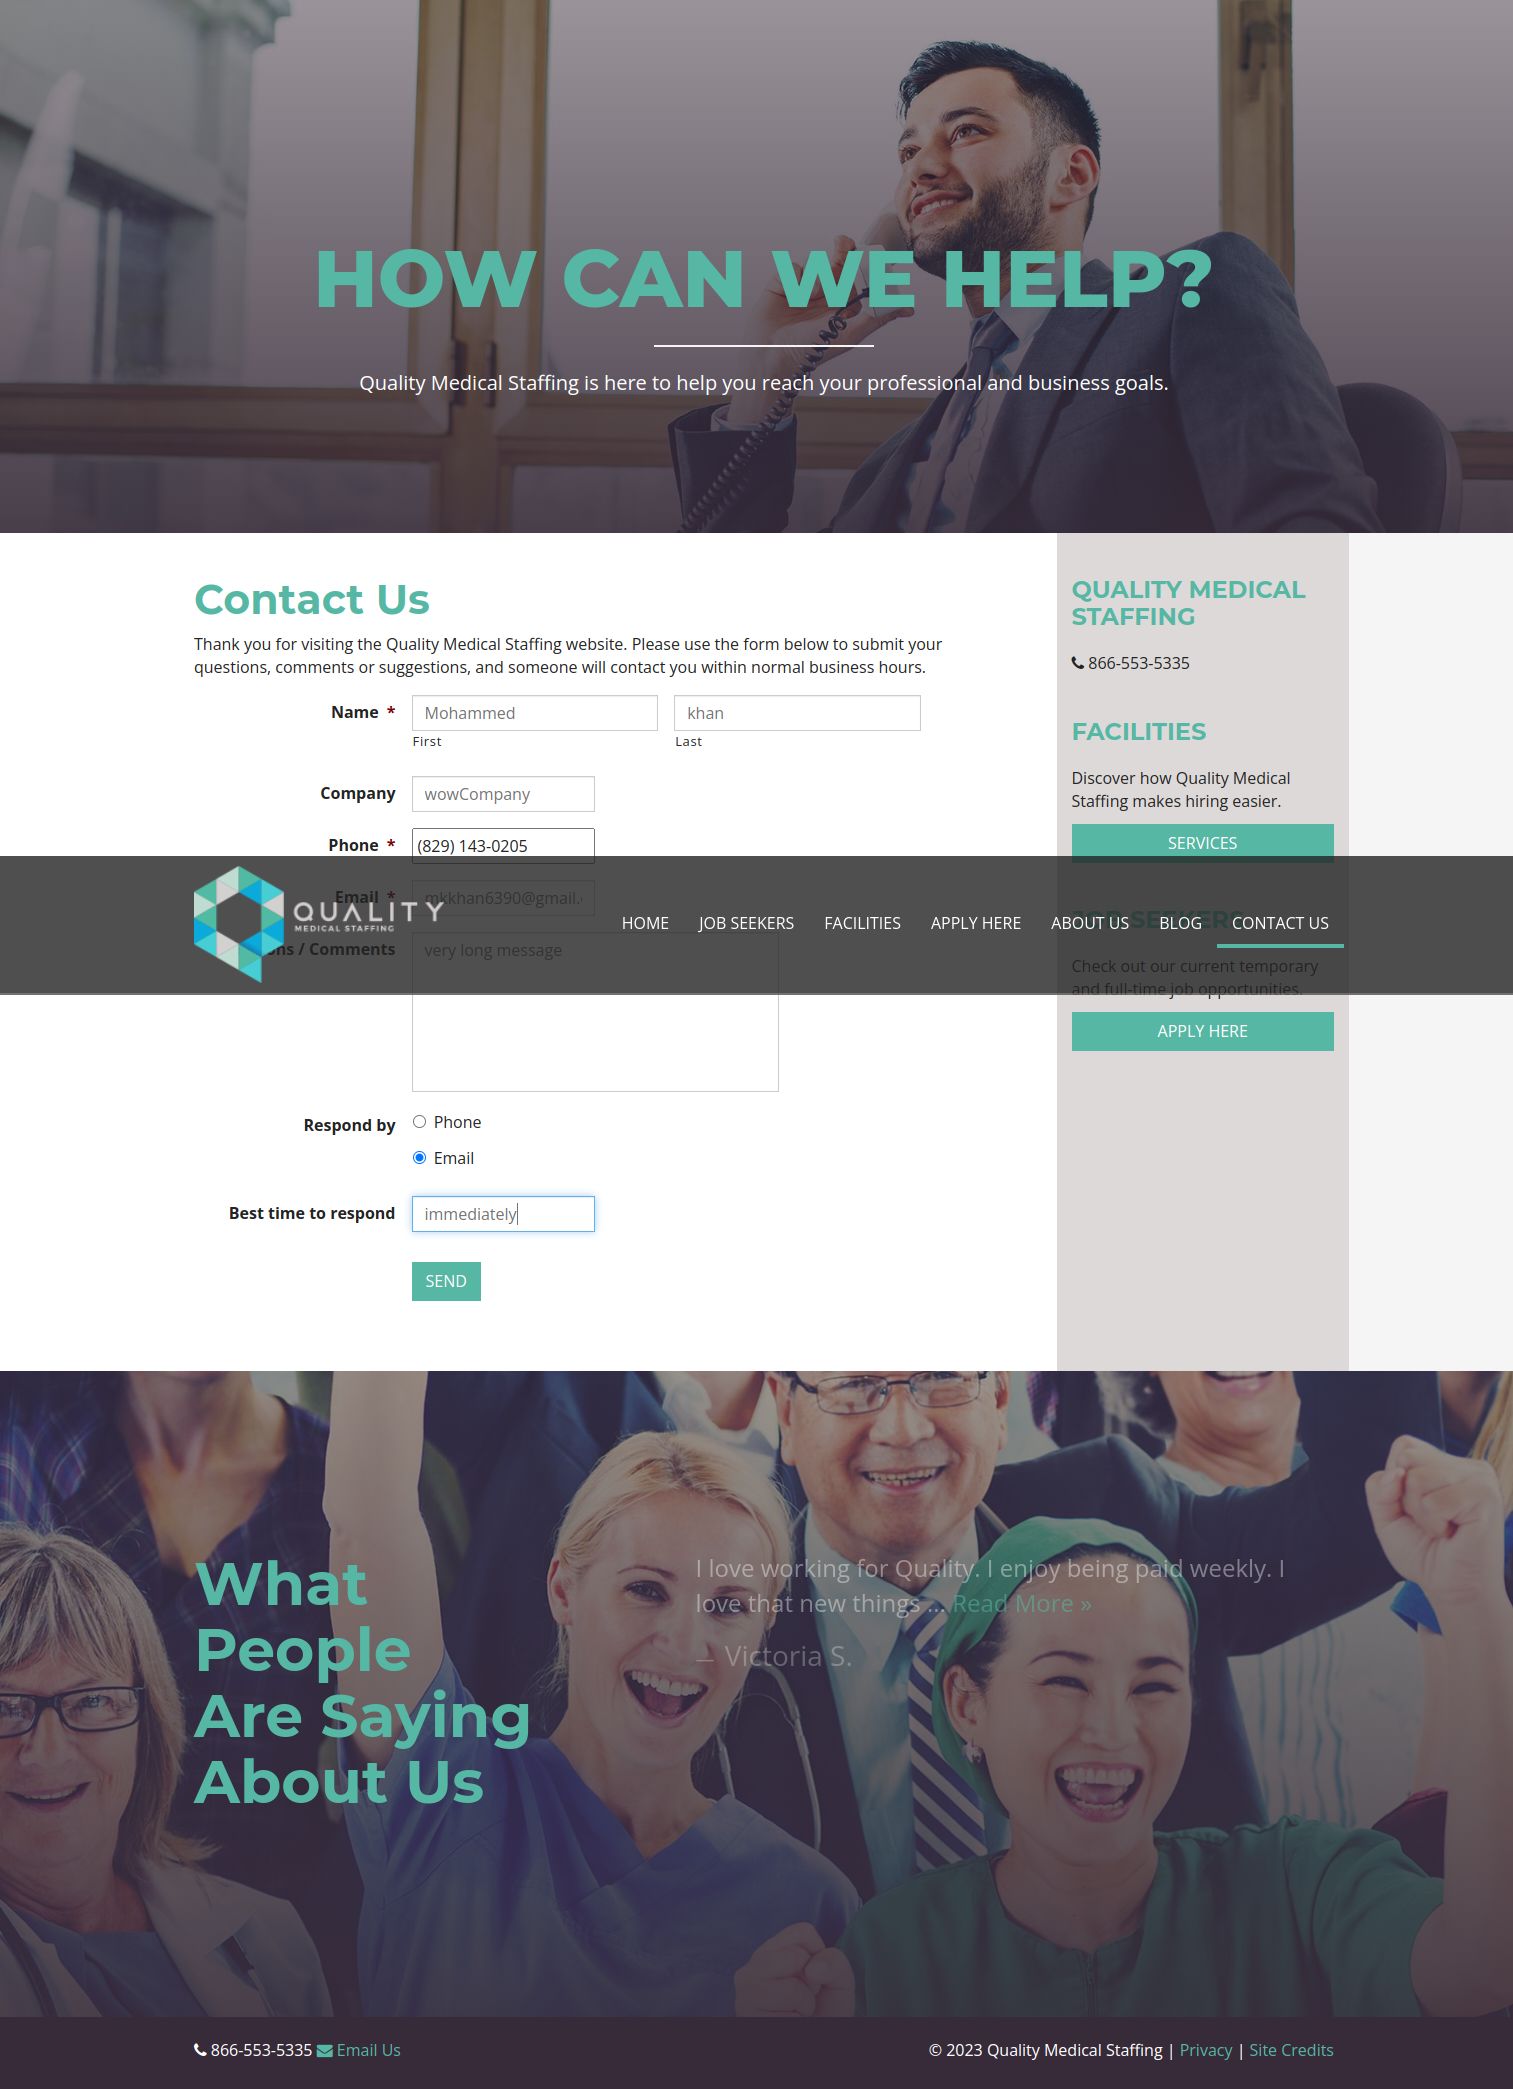 HOW CAN WE HELP?
Quality Medical Staffing is here to help you reach your professional and business goals.
Contact Us
Thank you for visiting the Quality Medical Staffing website. Please use the form below to submit your
questions, comments or suggestions, and someone will contact you within normal business hours.
Name *
Mohammed
khan
First
Last
Company
wowCompany
Phone *
(829) 143-0205
Email *
mkkhan6390@gmail.
/ Comments
very long message
Respond by
Phone
Email
Best time to respond
immediately
SEND
QUALITY MEDICAL
STAFFING
866-553-5335
FACILITIES
Discover how Quality Medical
Staffing makes hiring easier.
SERVICES
JOB SEEKERS
Check out our current temporary
and full-time job opportunities.
APPLY HERE
QUALITY
MEDICAL STAFFING
HOME
JOB SEEKERS
FACILITIES
APPLY HERE
ABOUT US
BLOG
CONTACT US
What
People
Are Saying
About Us
I love working for Quality. I enjoy being paid weekly. I
love that new things ... Read More »
— Victoria S.
866-553-5335 Email Us
© 2023 Quality Medical Staffing | Privacy | Site Credits